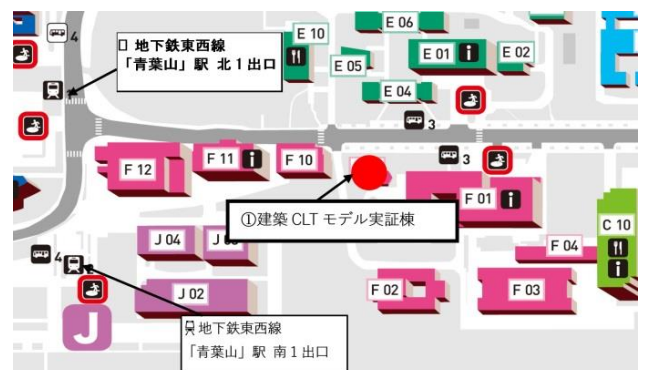 4
地下鉄東西線
「青葉山」駅 北1出口
E 10
E 06
E 05
E 01
E 02
E 04
3
3
F 12
F 11
F 10
F 01
①建築 CLT モデル実証棟
C 10
J 04
F 04
4
J 02
F 02
F 03
J
地下鉄東西線
「青葉山」駅 南1出口